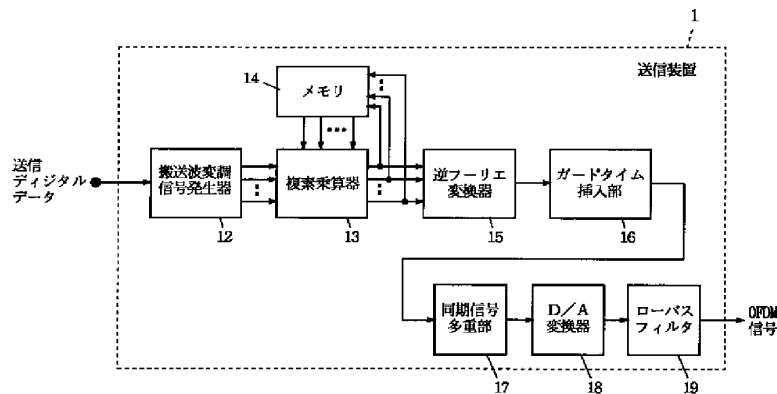 1
送信装置
14
メモリ
送信
ディジタル
データ
搬送波変調
信号発生器
複素乗算器
逆フーリエ
変換器
ガードタイム
挿入部
12
13
15
16
同期信号
多重部
D/A
変換器
ローパス
フィルタ
OFDM
信号
17
18
19